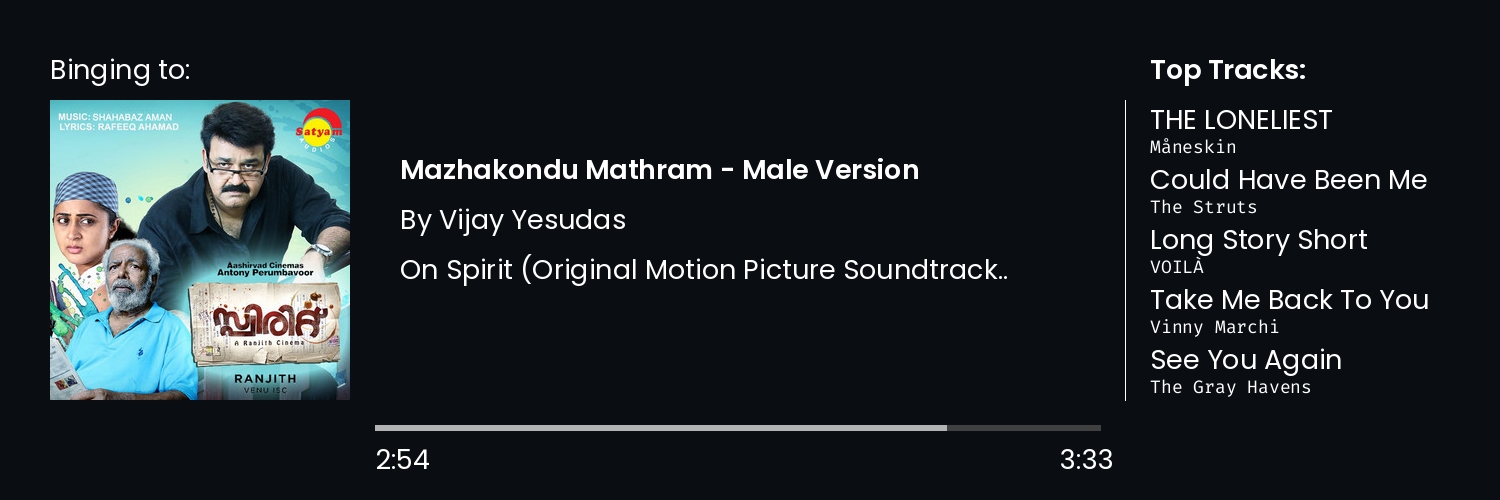 Binging to:
MUSIC: SHAHABAZ AMAN
LYRICS: RAFEEQ AHAMAD
Satyam
AUDIOS
Aashirvad Cinemas
Antony Perumbavoor
സ്പിരിറ്റ്
A Ranjith Cinema
RANJITH
VENU ISC
Mazhakondu Mathram - Male Version
By Vijay Yesudas
On Spirit (Original Motion Picture Soundtrack..
2:54
3:33
Top Tracks:
THE LONELIEST
Måneskin
Could Have Been Me
The Struts
Long Story Short
VOILÀ
Take Me Back To You
Vinny Marchi
See You Again
The Gray Havens